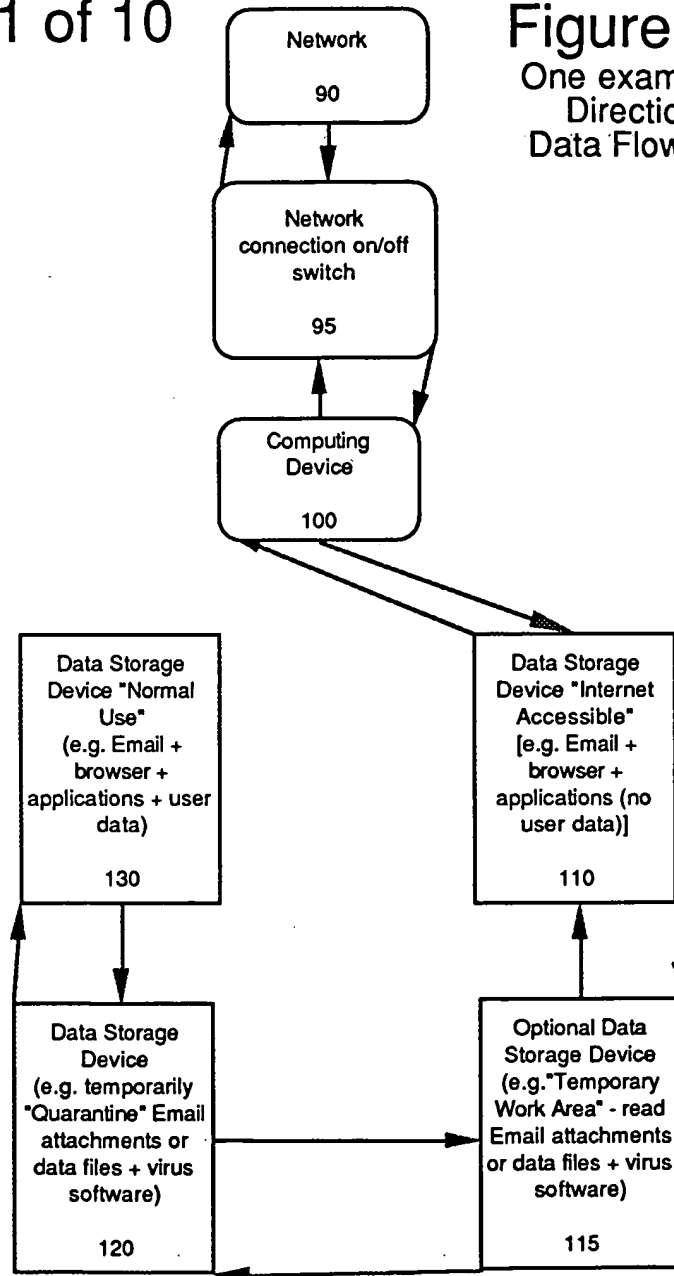 1 of 10
Figure
One exam
Directio
Data Flow
Network
90
Network
connection on/off
switch
95
Computing
Device
100
Data Storage
Device "Normal
Use"
(e.g. Email +
browser +
applications + user
data)
130
Data Storage
Device "Internet
Accessible"
[e.g. Email +
browser +
applications (no
user data)]
110
Data Storage
Device
(e.g. temporarily
"Quarantine" Email
attachments or
data files + virus
software)
120
Optional Data
Storage Device
(e.g."Temporary
Work Area" - read
Email attachments
or data files + virus
software)
115